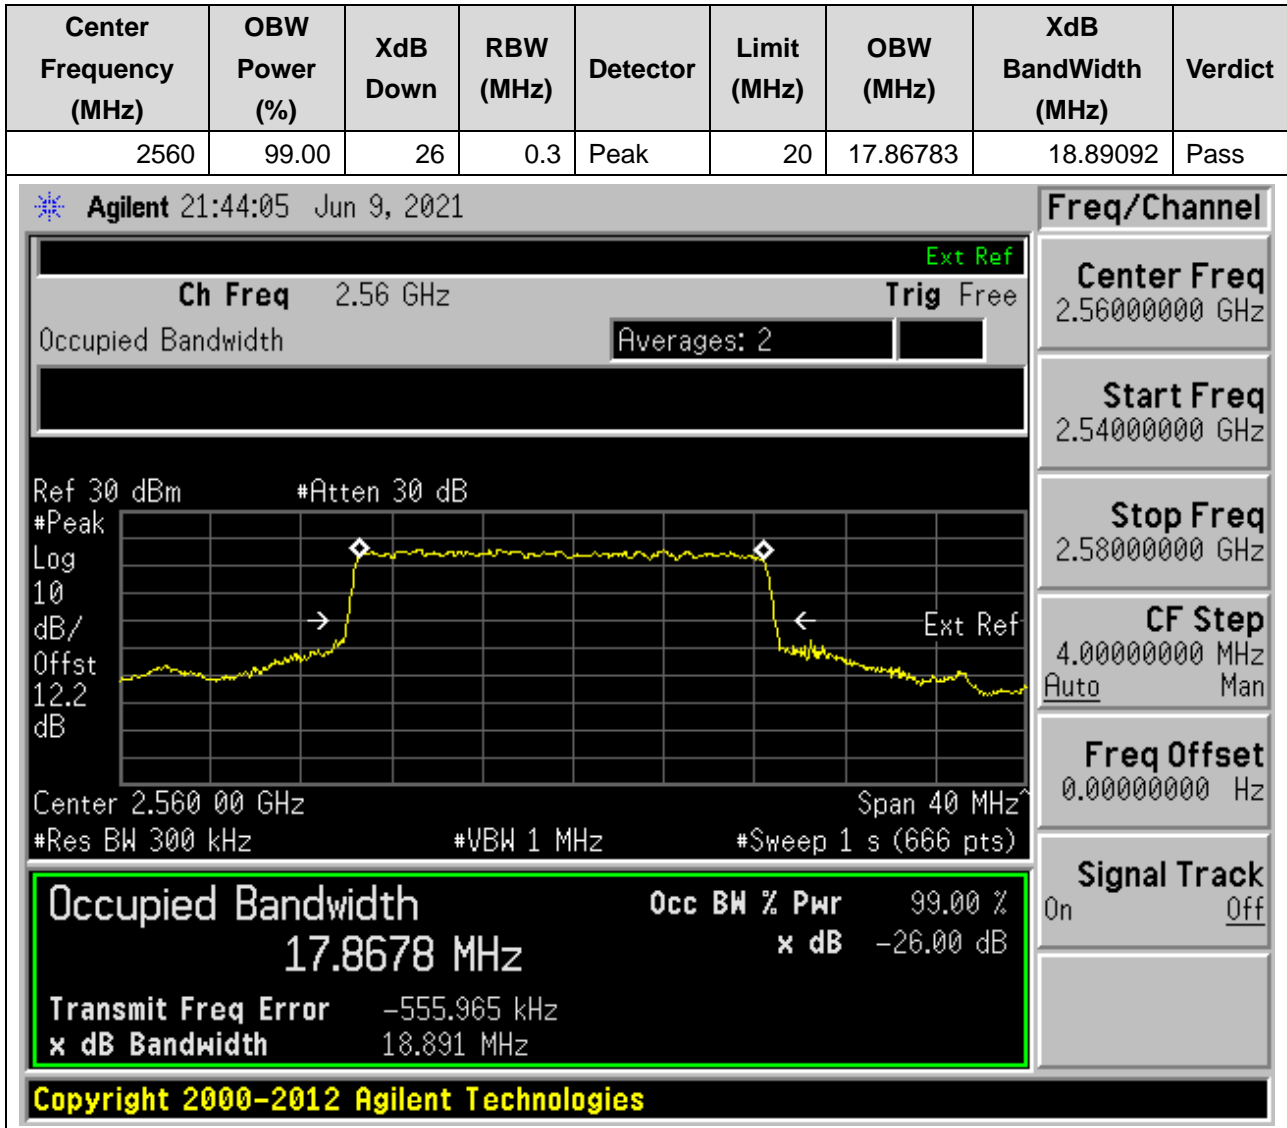 Center Frequency (MHz) OBW Power (%) XdB Down RBW (MHz) Detector Limit (MHz) OBW (MHz) XdB BandWidth (MHz) Verdict
2560 99.00 26 0.3 Peak 20 17.86783 18.89092 Pass
Agilent 21:44:05 Jun 9, 2021
Freq/Channel
Ext Ref
Ch Freq 2.56 GHz Trig Free
Occupied Bandwidth Averages: 2
Center Freq
2.56000000 GHz
Start Freq
2.54000000 GHz
Stop Freq
2.58000000 GHz
CF Step
4.00000000 MHz
Auto Man
Freq Offset
0.00000000 Hz
Signal Track
On Off
Ref 30 dBm #Atten 30 dB
#Peak
Log
10
dB/
Offst
12.2
dB
Ext Ref
Center 2.560 00 GHz Span 40 MHz^
#Res BW 300 kHz #VBW 1 MHz #Sweep 1 s (666 pts)
Occupied Bandwidth Occ BW % Pwr 99.00 %
17.8678 MHz x dB -26.00 dB
Transmit Freq Error -555.965 kHz
x dB Bandwidth 18.891 MHz
Copyright 2000-2012 Agilent Technologies